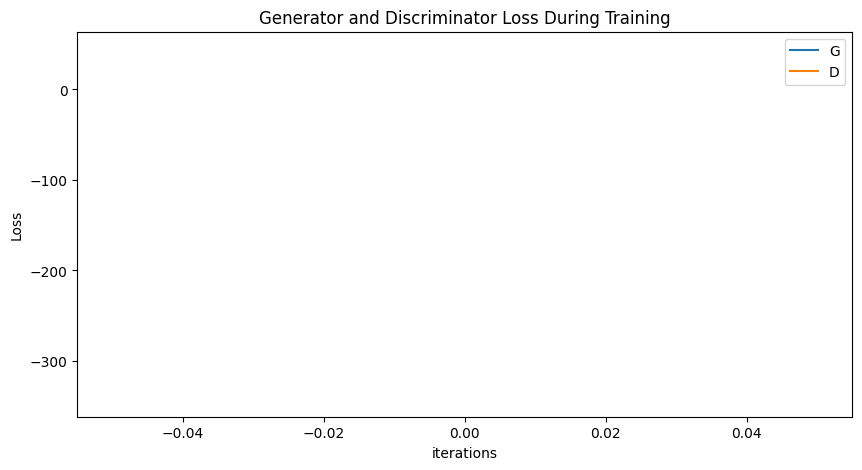 Generator and Discriminator Loss During Training
G
D
0
−100
−200
−300
Loss
−0.04 −0.02 0.00 0.02 0.04
iterations